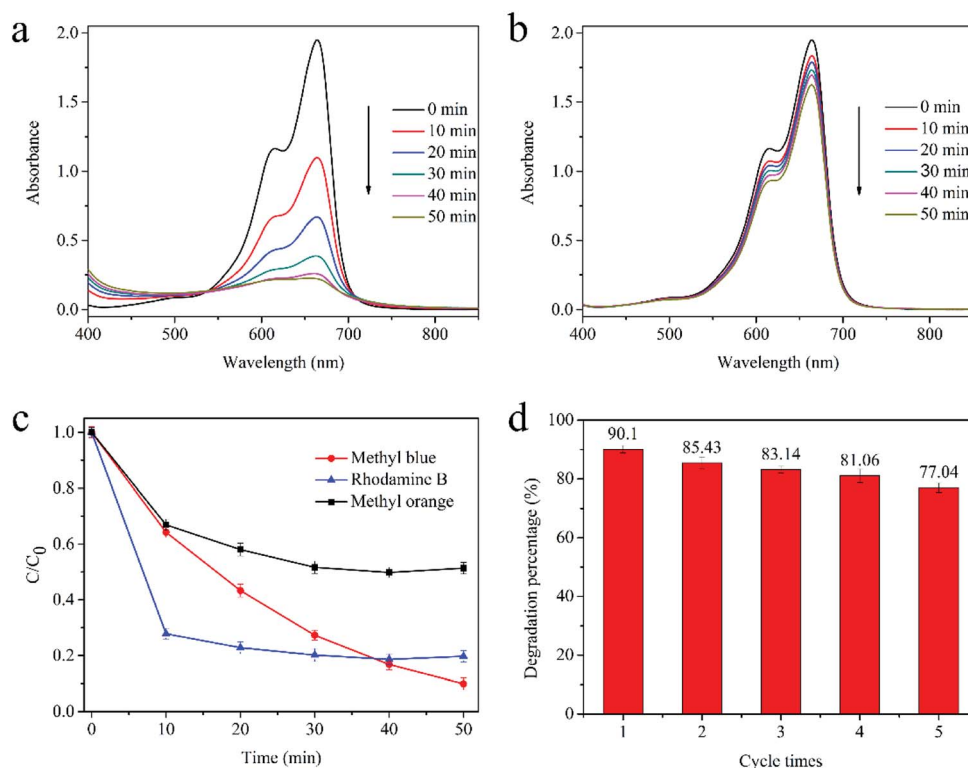 a
2.0
1.5
1.0
0.5
0.0
Absorbance
400 500 600 700 800
Wavelength (nm)
0 min
10 min
20 min
30 min
40 min
50 min
b
2.0
1.5
1.0
0.5
0.0
Absorbance
400 500 600 700 800
Wavelength (nm)
0 min
10 min
20 min
30 min
40 min
50 min
c
1.0
0.8
0.6
0.4
0.2
0.0
C/C0
0 10 20 30 40 50
Time (min)
Methyl blue
Rhodamine B
Methyl orange
d
100
80
60
40
20
0
Degradation percentage (%)
90.1
85.43
83.14
81.06
77.04
1 2 3 4 5
Cycle times